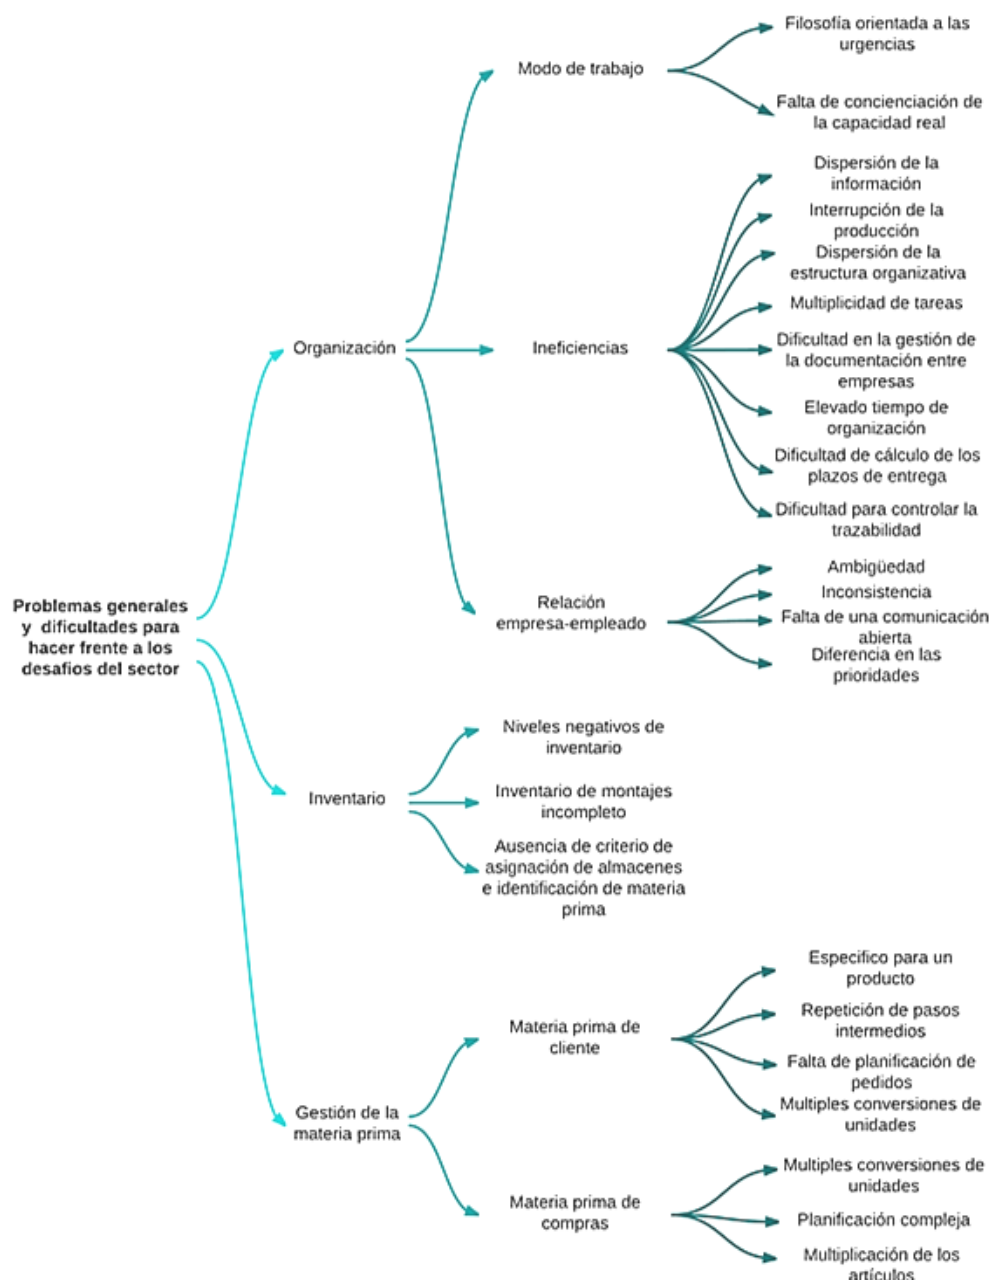 Problemas generales
y dificultades para
hacer frente a los
desafios del sector
Organización
Modo de trabajo
Filosofía orientada a las
urgencias
Falta de concienciación de
la capacidad real
Ineficiencias
Dispersión de la
información
Interrupción de la
producción
Dispersión de la
estructura organizativa
Multiplicidad de tareas
Dificultad en la gestión de
la documentación entre
empresas
Elevado tiempo de
organización
Dificultad de cálculo de los
plazos de entrega
Dificultad para controlar la
trazabilidad
Relación
empresa-empleado
Ambigüedad
Inconsistencia
Falta de una comunicación
abierta
Diferencia en las
prioridades
Inventario
Niveles negativos de
inventario
Inventario de montajes
incompleto
Ausencia de criterio de
asignación de almacenes
e identificación de materia
prima
Gestión de la
materia prima
Materia prima de
cliente
Especifico para un
producto
Repetición de pasos
intermedios
Falta de planificación de
pedidos
Multiples conversiones de
unidades
Materia prima de
compras
Multiples conversiones de
unidades
Planificación compleja
Multiplicación de los
artículos